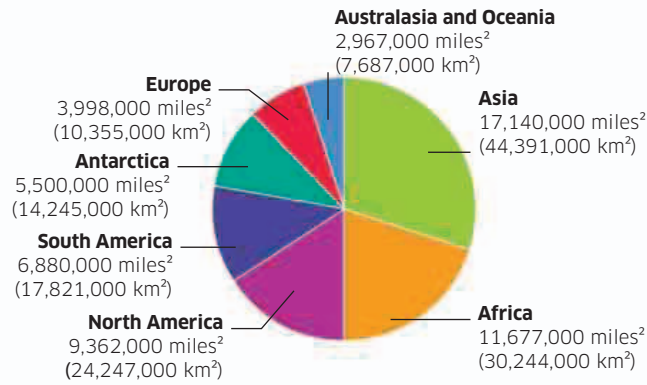 Australasia and Oceania
2,967,000 miles²
(7,687,000 km²)
Europe
3,998,000 miles²
(10,355,000 km²)
Asia
17,140,000 miles²
(44,391,000 km²)
Antarctica
5,500,000 miles²
(14,245,000 km²)
South America
6,880,000 miles²
(17,821,000 km²)
North America
9,362,000 miles²
(24,247,000 km²)
Africa
11,677,000 miles²
(30,244,000 km²)